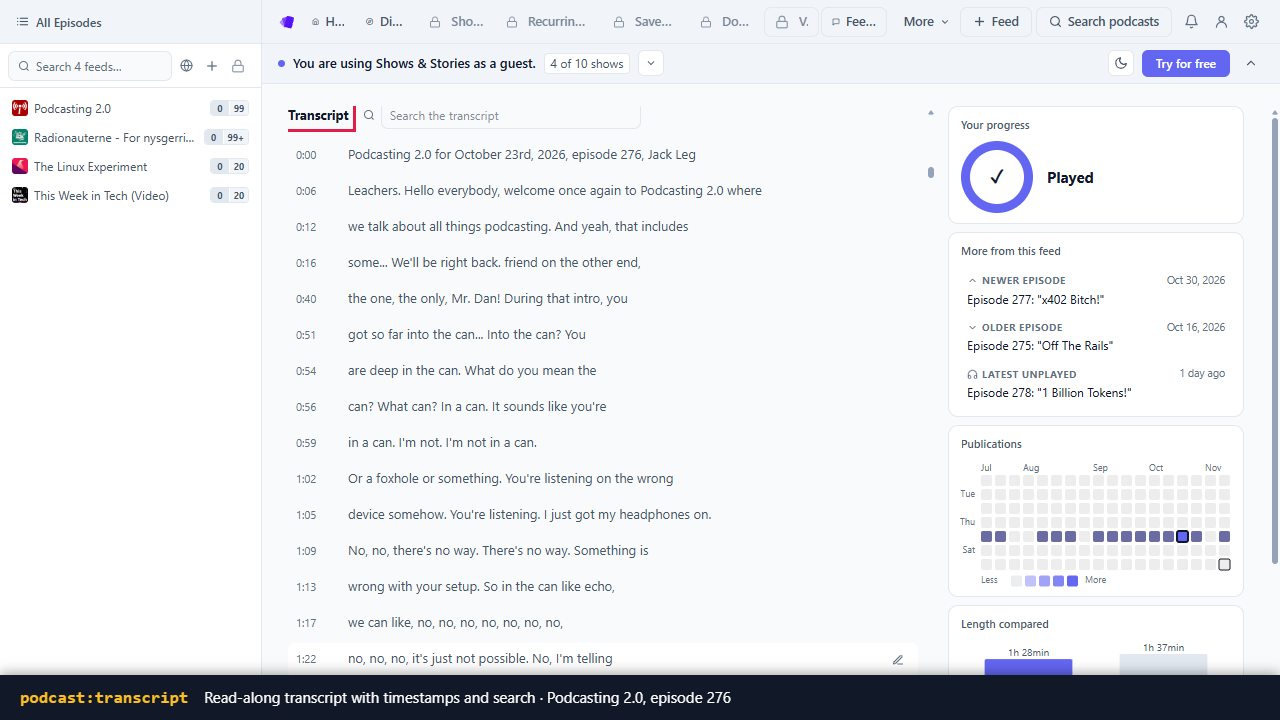 All Episodes
H...
Di...
Sho...
Recurrin...
Save...
Do...
V.
Fee...
More
Feed
Search podcasts
Search 4 feeds...
You are using Shows & Stories as a guest.
4 of 10 shows
Try for free
Podcasting 2.0
0 99
Radionauterne - For nysgerri...
0 99+
The Linux Experiment
0 20
This Week in Tech (Video)
0 20
Transcript
Search the transcript
0:00 Podcasting 2.0 for October 23rd, 2026, episode 276, Jack Leg
0:06 Leachers. Hello everybody, welcome once again to Podcasting 2.0 where
0:12 we talk about all things podcasting. And yeah, that includes
0:16 some... We'll be right back. friend on the other end,
0:40 the one, the only, Mr. Dan! During that intro, you
0:51 got so far into the can... Into the can? You
0:54 are deep in the can. What do you mean the
0:56 can? What can? In a can. It sounds like you're
0:59 in a can. I'm not. I'm not in a can.
1:02 Or a foxhole or something. You're listening on the wrong
1:05 device somehow. You're listening. I just got my headphones on.
1:09 No, no, there's no way. There's no way. Something is
1:13 wrong with your setup. So in the can like echo,
1:17 we can like, no, no, no, no, no, no, no,
1:22 no, no, no, it's just not possible. No, I'm telling
Your progress
Played
More from this feed
NEWER EPISODE Oct 30, 2026
Episode 277: "x402 Bitch!"
OLDER EPISODE Oct 16, 2026
Episode 275: "Off The Rails"
LATEST UNPLAYED 1 day ago
Episode 278: "1 Billion Tokens!"
Publications
Jul Aug Sep Oct Nov
Tue
Thu
Sat
Less More
Length compared
1h 28min 1h 37min
podcast:transcript Read-along transcript with timestamps and search · Podcasting 2.0, episode 276